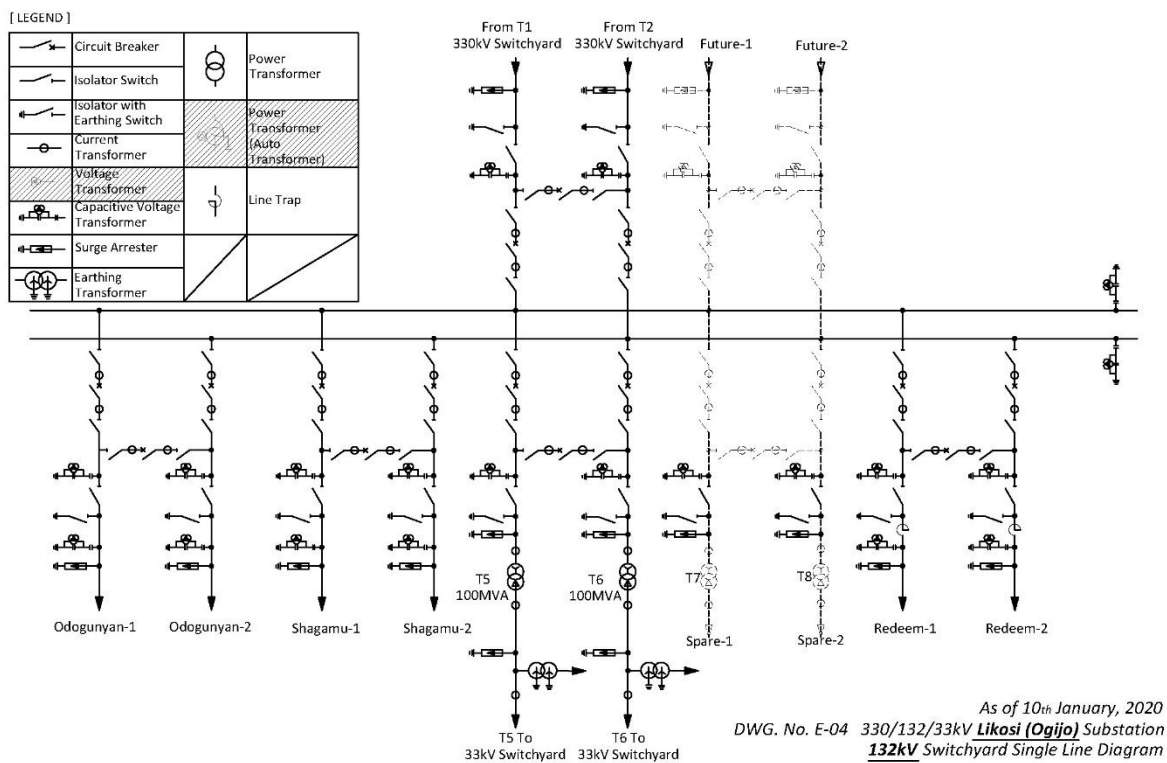 [ LEGEND ]
Circuit Breaker
Isolator Switch
Isolator with
Earthing Switch
Current
Transformer
Voltage
Transformer
Capacitive Voltage
Transformer
Surge Arrester
Earthing
Transformer
Power
Transformer
Power
Transformer
(Auto
Transformer)
Line Trap
From T1
330kV Switchyard
From T2
330kV Switchyard
Future-1
Future-2
T5
100MVA
T6
100MVA
T7
T8
Odogunyan-1
Odogunyan-2
Shagamu-1
Shagamu-2
Spare-1
Spare-2
Redeem-1
Redeem-2
T5 To
33kV Switchyard
T6 To
33kV Switchyard
As of 10th January, 2020
DWG. No. E-04 330/132/33kV Likosi (Ogijo) Substation
132kV Switchyard Single Line Diagram